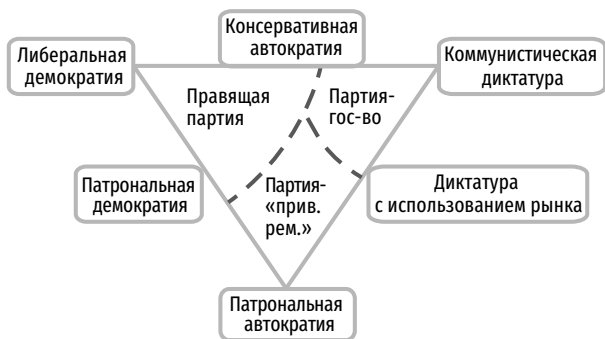 Консервативная
автократия
Либеральная
демократия
Коммунистическая
диктатура
Правящая
партия
Партия-
гос-во
Патрональная
демократия
Партия-
«прив.
рем.»
Диктатура
с использованием рынка
Патрональная
автократия